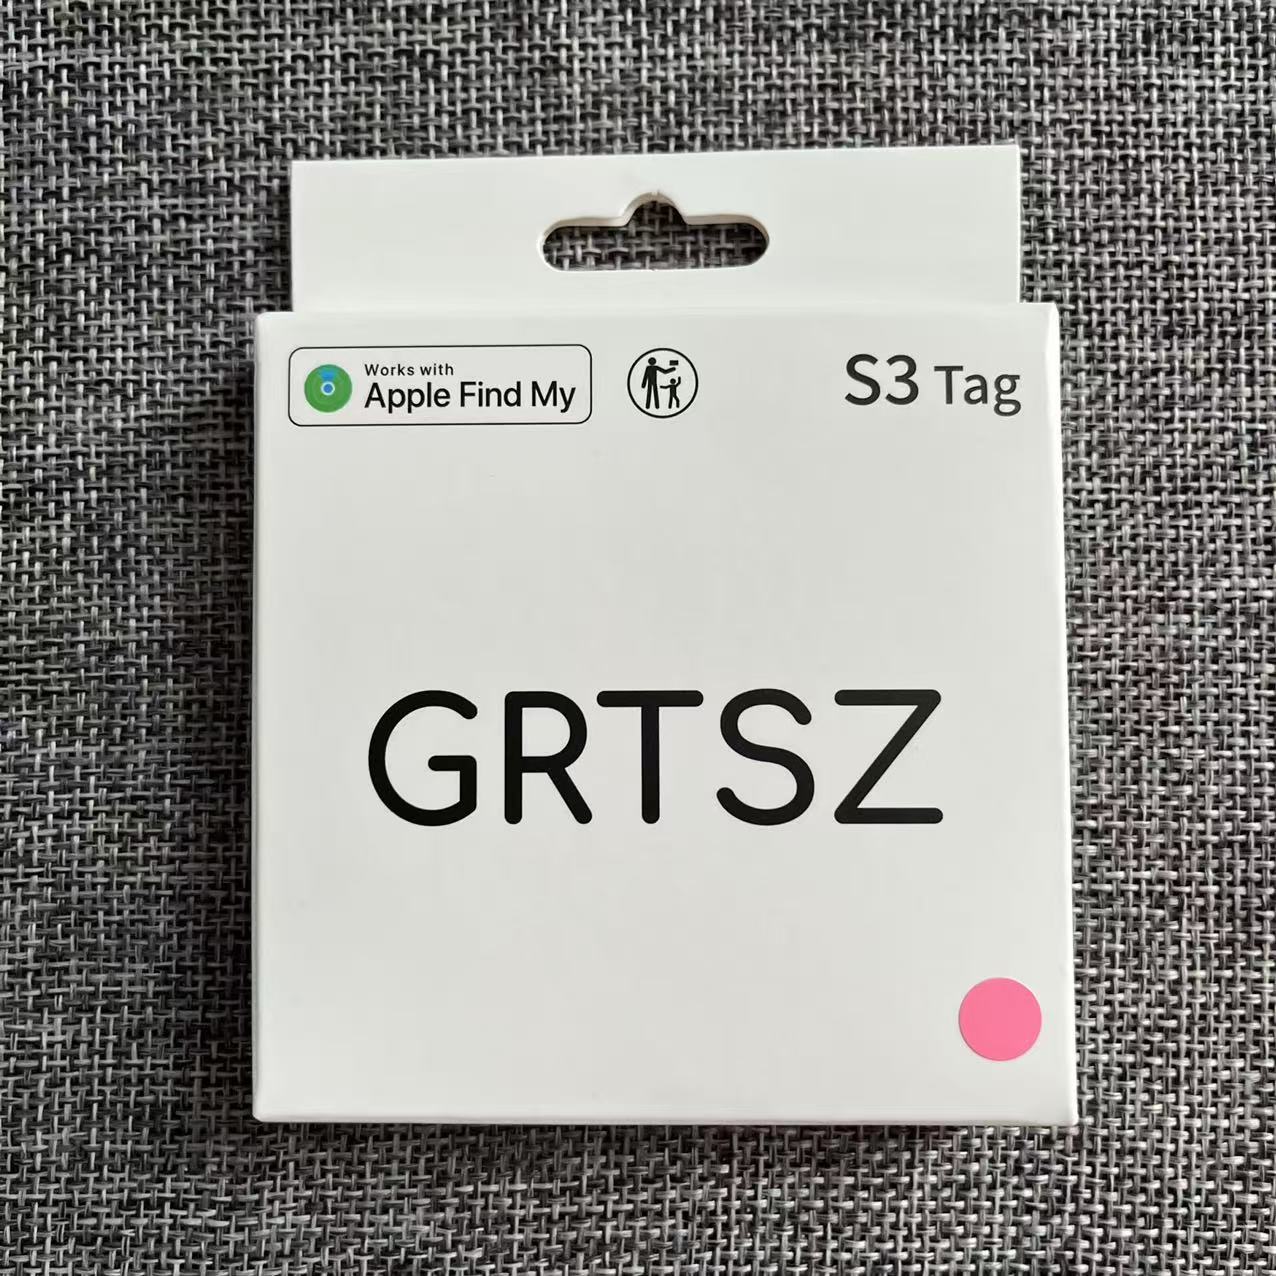 Works with
Apple Find My
S3 Tag
GRTSZ